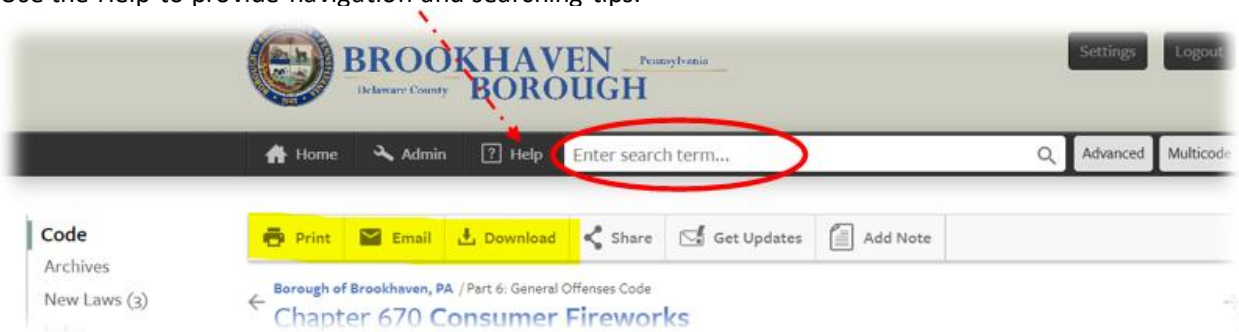 Use the Help to provide navigation and searching tips.
BROOKHAVEN Pennsylvania
Delaware County BOROUGH
Settings Logout
Home Admin ? Help Enter search term... Advanced Multicode
Code
Print Email Download Share Get Updates Add Note
Archives
New Laws (3)
Borough of Brookhaven, PA / Part 6: General Offenses Code
Chapter 670 Consumer Fireworks